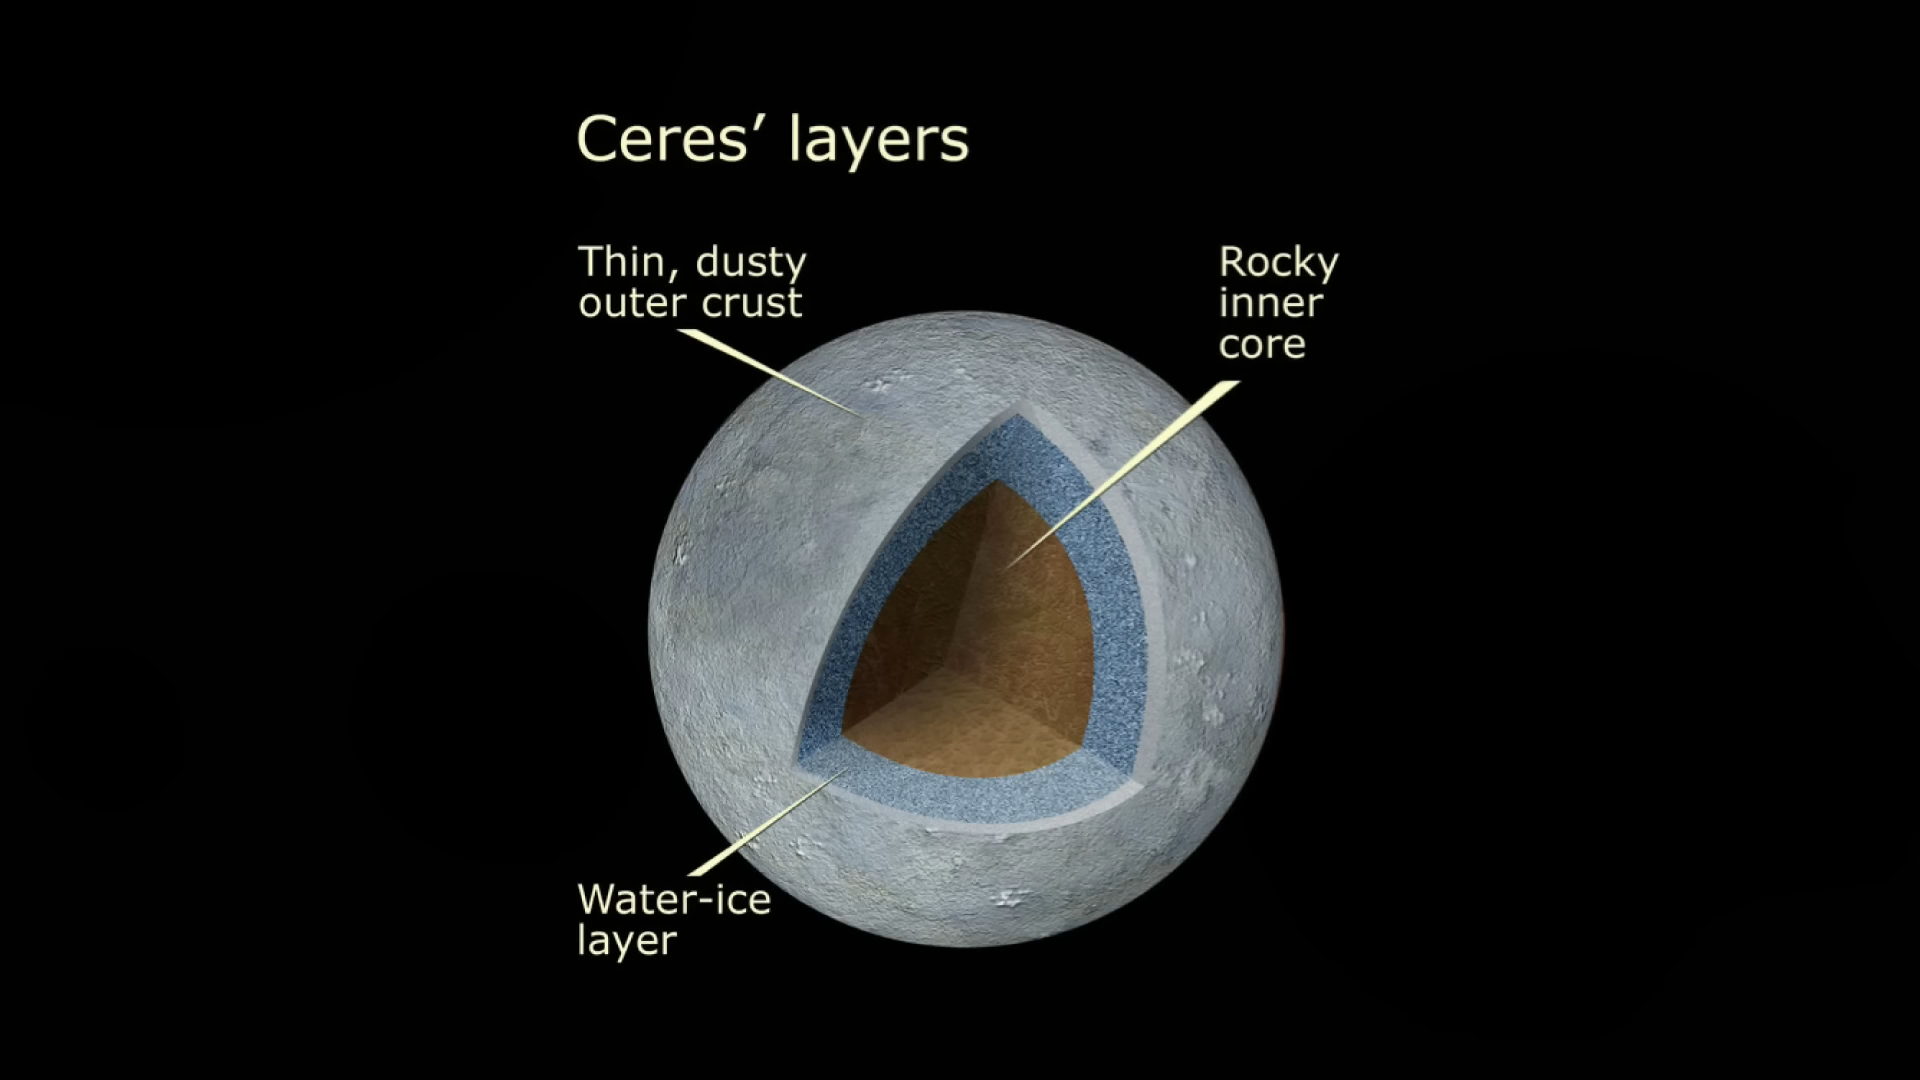 Ceres’ layers
Thin, dusty
outer crust
Rocky
inner
core
Water-ice
layer